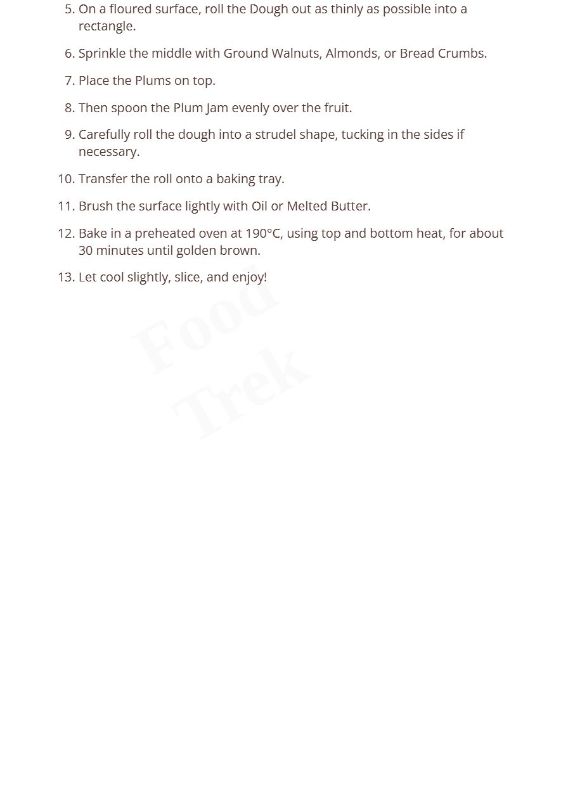 5. On a floured surface, roll the Dough out as thinly as possible into a
rectangle.
6. Sprinkle the middle with Ground Walnuts, Almonds, or Bread Crumbs.
7. Place the Plums on top.
8. Then spoon the Plum Jam evenly over the fruit.
9. Carefully roll the dough into a strudel shape, tucking in the sides if
necessary.
10. Transfer the roll onto a baking tray.
11. Brush the surface lightly with Oil or Melted Butter.
12. Bake in a preheated oven at 190°C, using top and bottom heat, for about
30 minutes until golden brown.
13. Let cool slightly, slice, and enjoy!
Food
Trek